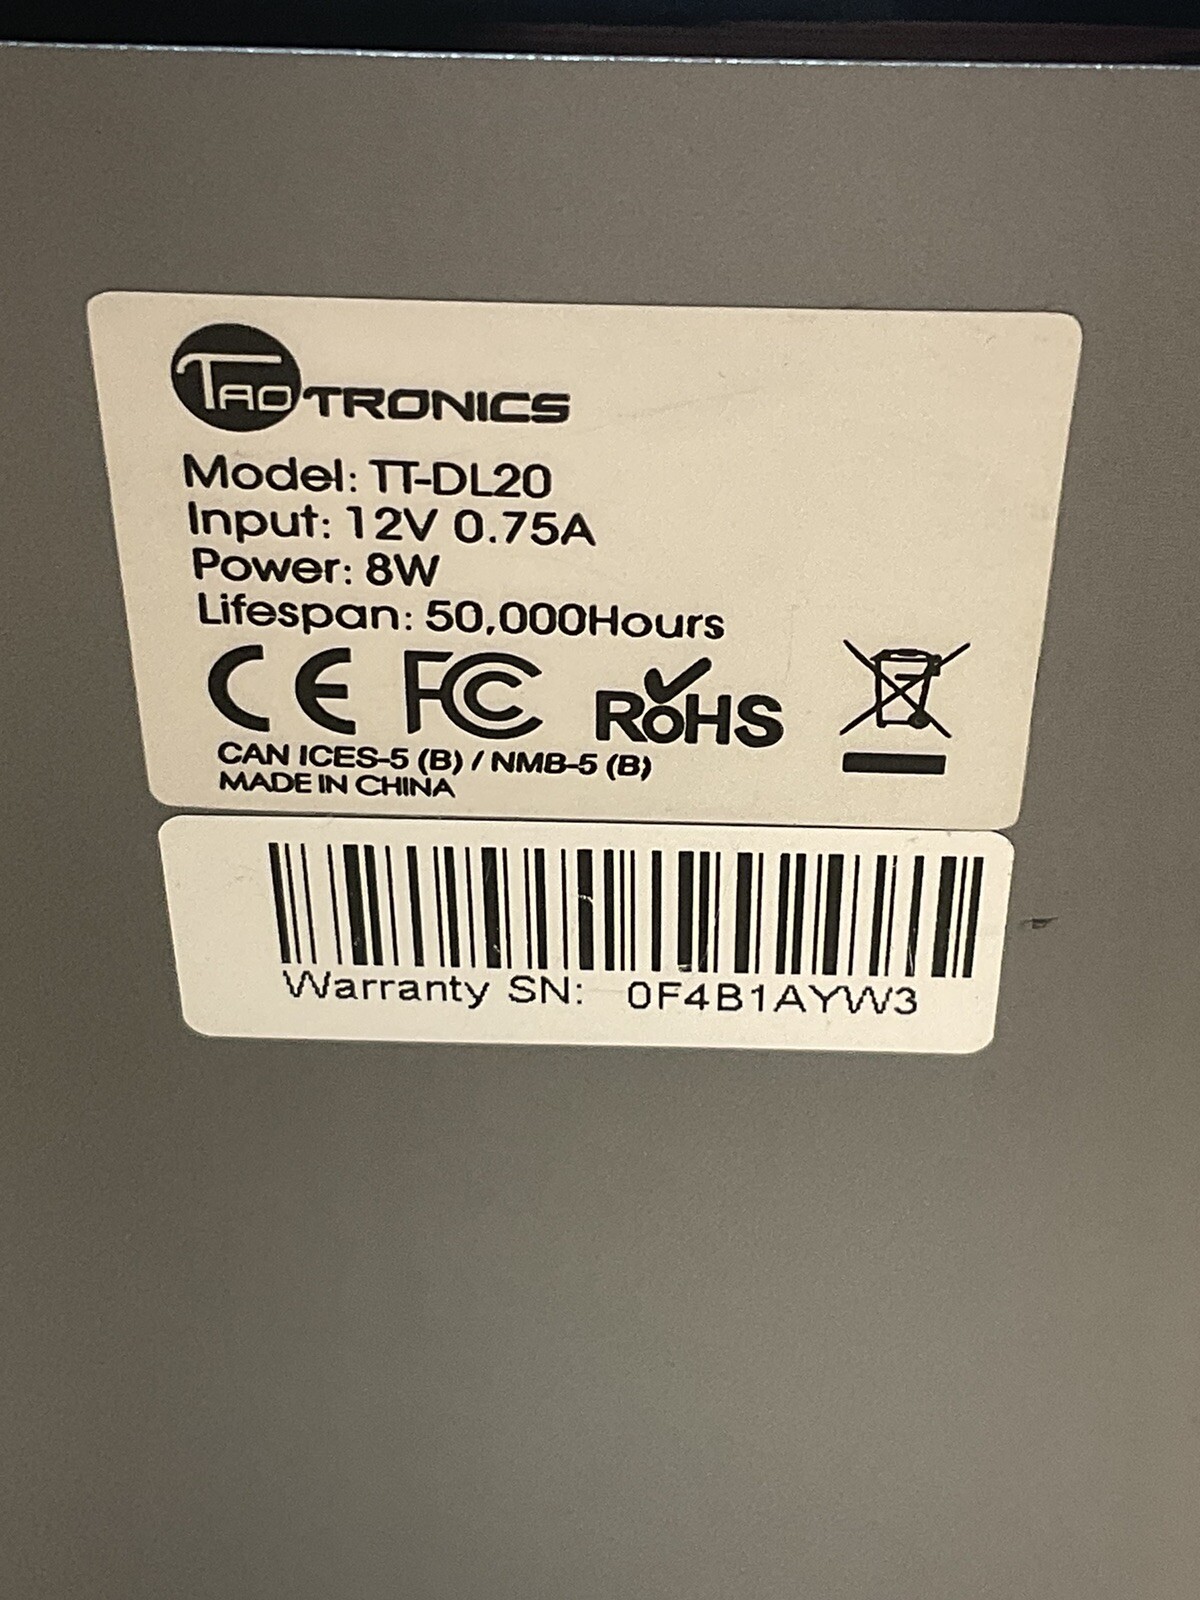 TAOTRONICS
Model: TT-DL20
Input: 12V 0.75A
Power: 8W
Lifespan: 50,000Hours
CE FC RoHS
CAN ICES-5 (B) / NMB-5 (B)
MADE IN CHINA
Warranty SN: 0F4B1AYW3